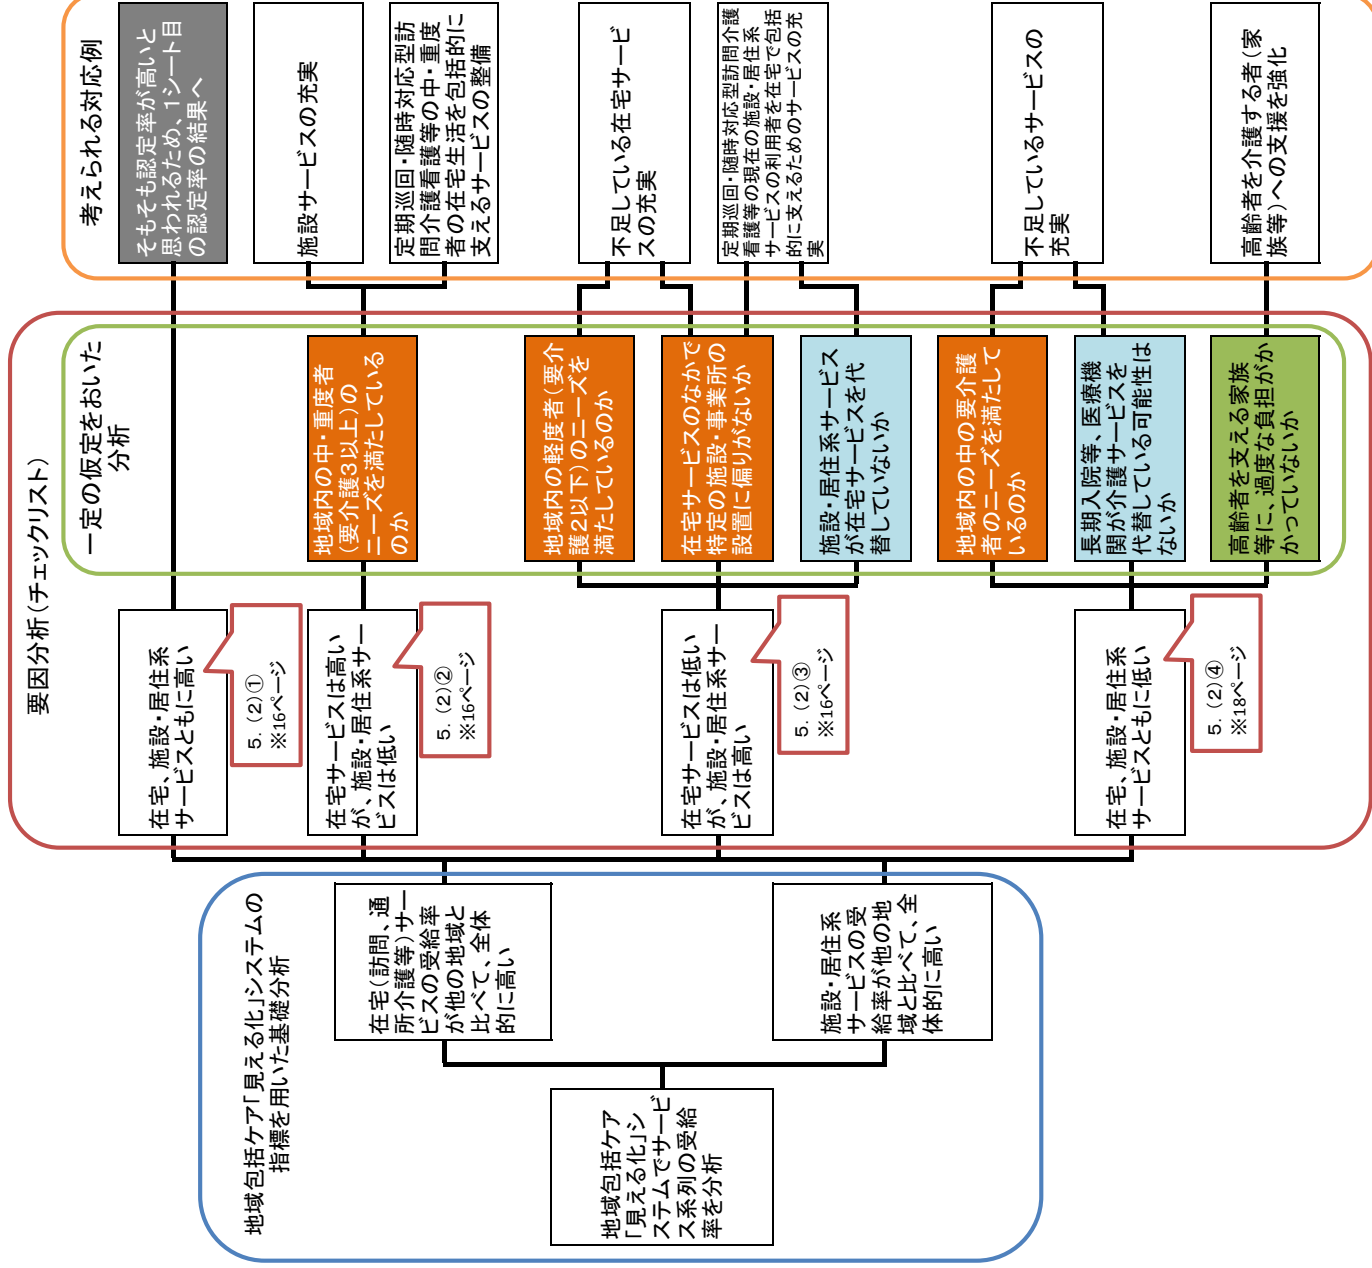 地域包括ケア「見える化」システムの
指標を用いた基礎分析
地域包括ケア
「見える化」シ
ステムでサービ
ス系列の受給
率を分析
在宅(訪問、通
所介護等)サー
ビスの受給率
が他の地域と
比べて、全体
的に高い
施設・居住系
サービスの受
給率が他の地
域と比べて、全
体的に高い
要因分析(チェックリスト)
在宅、施設・居住系
サービスともに高い
5.(2)①
※16ページ
在宅サービスは高い
が、施設・居住系サー
ビスは低い
5.(2)②
※16ページ
在宅サービスは低い
が、施設・居住系サー
ビスは高い
5.(2)③
※16ページ
在宅、施設・居住系
サービスともに低い
5.(2)④
※18ページ
一定の仮定をおいた
分析
地域内の中・重度者
(要介護3以上)の
ニーズを満たしている
のか
地域内の軽度者(要介
護2以下)のニーズを
満たしているのか
在宅サービスのなかで
特定の施設・事業所の
設置に偏りがないか
施設・居住系サービス
が在宅サービスを代
替していないか
地域内の中の要介護
者のニーズを満たして
いるのか
長期入院等、医療機
関が介護サービスを
代替している可能性は
ないか
高齢者を支える家族
等に、過度な負担がか
かっていないか
考えられる対応例
そもそも認定率が高いと
思われるため、1シート目
の認定率の結果へ
施設サービスの充実
定期巡回・随時対応型訪
問介護看護等の中・重度
者の在宅生活を包括的に
支えるサービスの整備
不足している在宅サービ
スの充実
定期巡回・随時対応型訪問介護
看護等の現在の施設・居住系
サービスの利用者を在宅で包括
的に支えるためのサービスの充
実
不足しているサービスの
充実
高齢者を介護する者(家
族等)への支援を強化